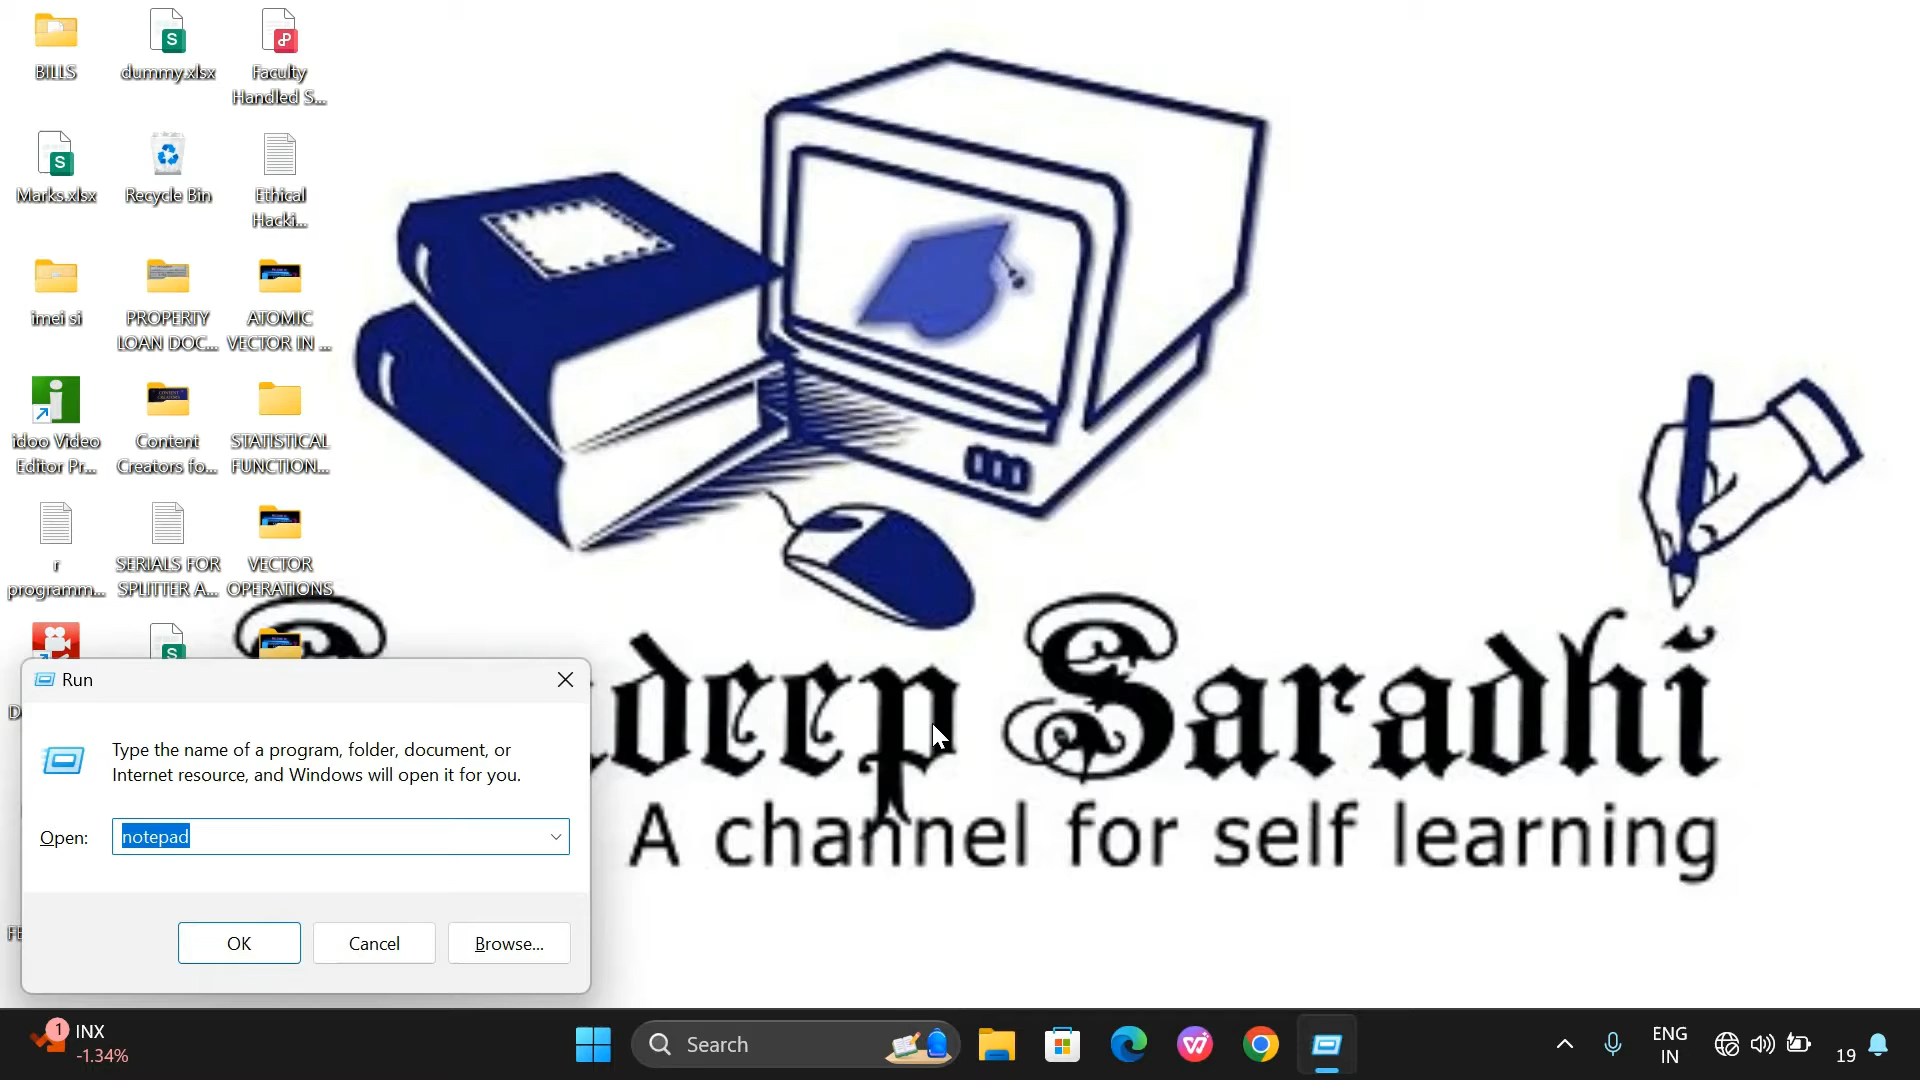 BILLS
dummy.xlsx
Faculty
Handled S...
Marks.xlsx
Recycle Bin
Ethical
Hacki...
imei si
PROPERTY
LOAN DOC...
ATOMIC
VECTOR IN ...
idoo Video
Editor Pr...
Content
Creators fo...
STATISTICAL
FUNCTION...
r
programm...
SERIALS FOR
SPLITTER A...
VECTOR
OPERATIONS
Saradhi
A channel for self learning
Run
Type the name of a program, folder, document, or
Internet resource, and Windows will open it for you.
Open:
notepad
OK
Cancel
Browse...
1
INX
-1.34%
Search
ENG
IN
19